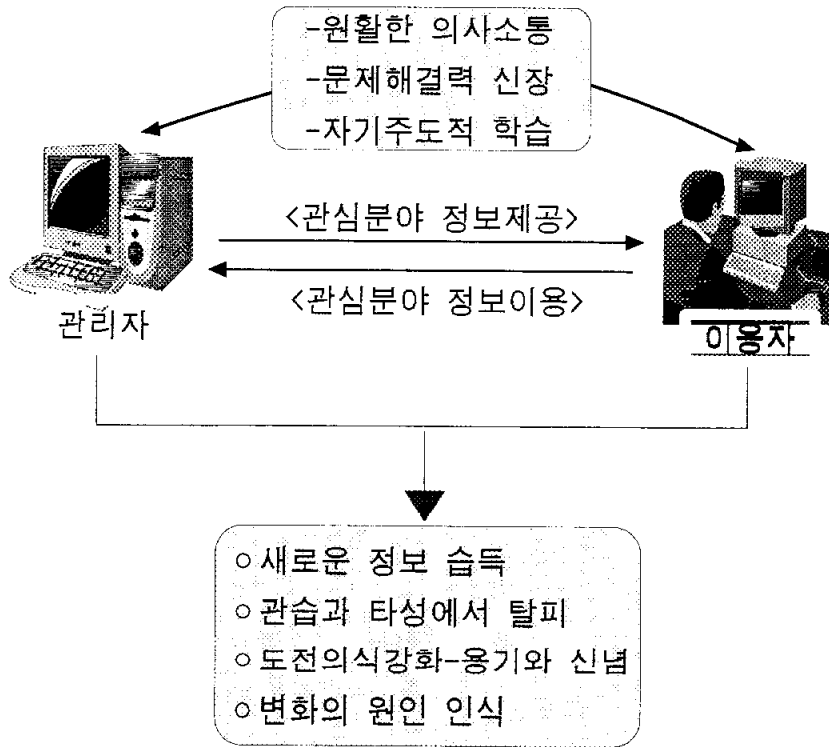 -원활한 의사소통
-문제해결력 신장
-자기주도적 학습
<관심분야 정보제공>
<관심분야 정보이용>
관리자
이용자
○새로운 정보 습득
○관습과 타성에서 탈피
○도전의식강화-용기와 신념
○변화의 원인 인식